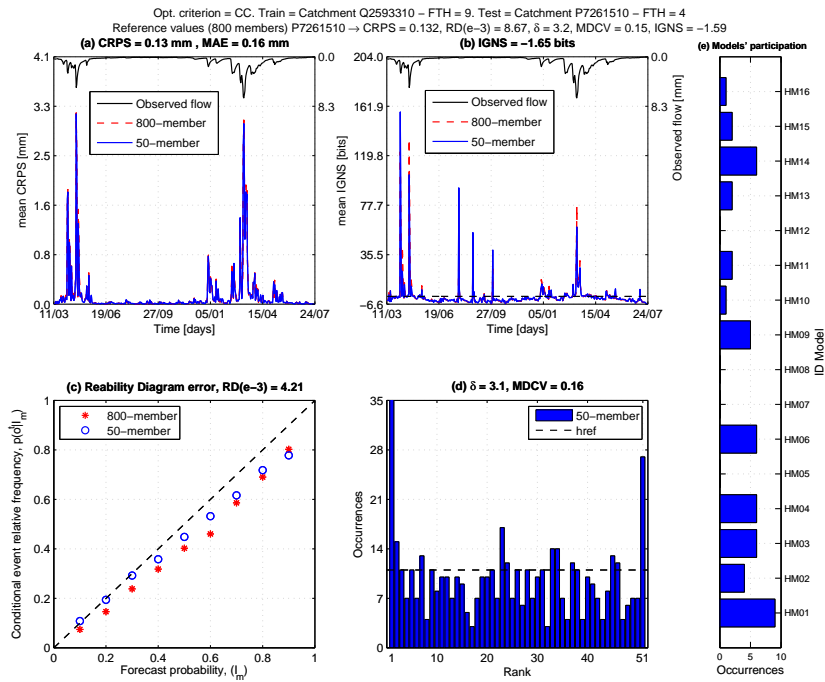 Opt. criterion = CC. Train = Catchment Q2593310 − FTH = 9. Test = Catchment P7261510 − FTH = 4
Reference values (800 members) P7261510 → CRPS = 0.132, RD(e−3) = 8.67, δ = 3.2, MDCV = 0.15, IGNS = −1.59
(a) CRPS = 0.13 mm , MAE = 0.16 mm
4.1
3.3
2.5
1.6
0.8
0.0
0.0
8.3
mean CRPS [mm]
Observed flow
800−member
50−member
11/03
19/06
27/09
05/01
15/04
24/07
Time [days]
(b) IGNS = −1.65 bits
204.0
161.9
119.8
77.7
35.5
−6.6
0.0
8.3
mean IGNS [bits]
Observed flow [mm]
Observed flow
800−member
50−member
11/03
19/06
27/09
05/01
15/04
24/07
Time [days]
(c) Reability Diagram error, RD(e−3) = 4.21
1
0.8
0.6
0.4
0.2
0
Conditional event relative frequency, p(d|I_m)
800−member
50−member
0
0.2
0.4
0.6
0.8
1
Forecast probability, (I_m)
(d) δ = 3.1, MDCV = 0.16
35
28
21
14
7
0
Occurrences
50−member
href
1
10
20
30
40
51
Rank
(e) Models' participation
HM16
HM15
HM14
HM13
HM12
HM11
HM10
HM09
HM08
HM07
HM06
HM05
HM04
HM03
HM02
HM01
ID Model
0
5
10
Occurrences